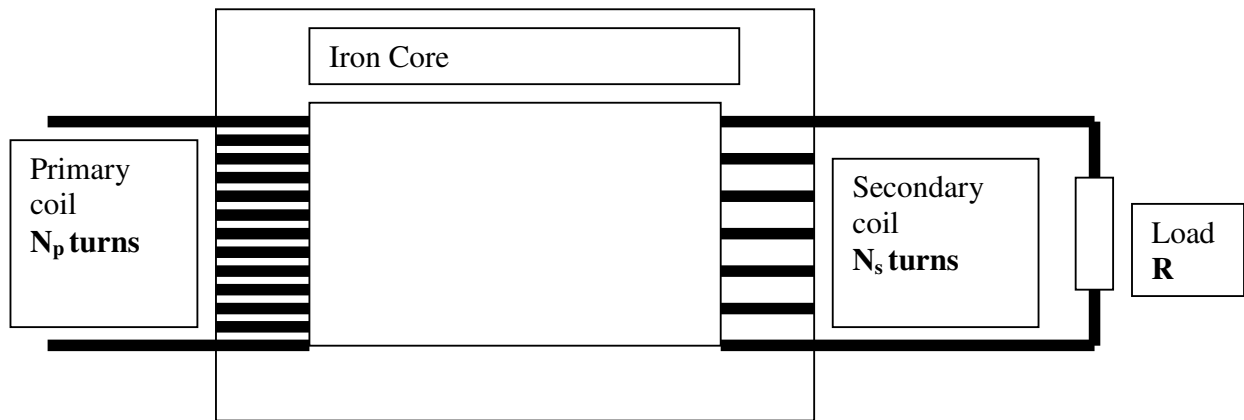 Iron Core
Primary
coil
Nₚ turns
Secondary
coil
Nₛ turns
Load
R